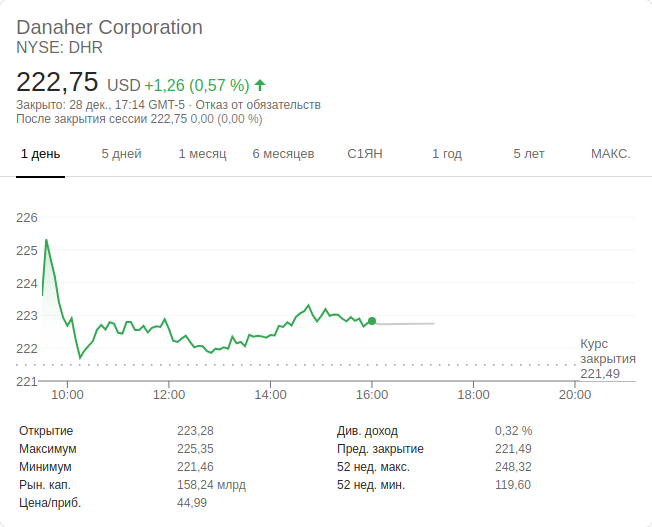 Danaher Corporation
NYSE: DHR
222,75 USD +1,26 (0,57 %)
Закрыто: 28 дек., 17:14 GMT-5 · Отказ от обязательств
После закрытия сессии 222,75 0,00 (0,00 %)
1 день 5 дней 1 месяц 6 месяцев С1ЯН 1 год 5 лет МАКС.
226
225
224
223
222
Курс
закрытия
221,49
221
10:00 12:00 14:00 16:00 18:00 20:00
Открытие 223,28 Див. доход 0,32 %
Максимум 225,35 Пред. закрытие 221,49
Минимум 221,46 52 нед. макс. 248,32
Рын. кап. 158,24 млрд 52 нед. мин. 119,60
Цена/приб. 44,99